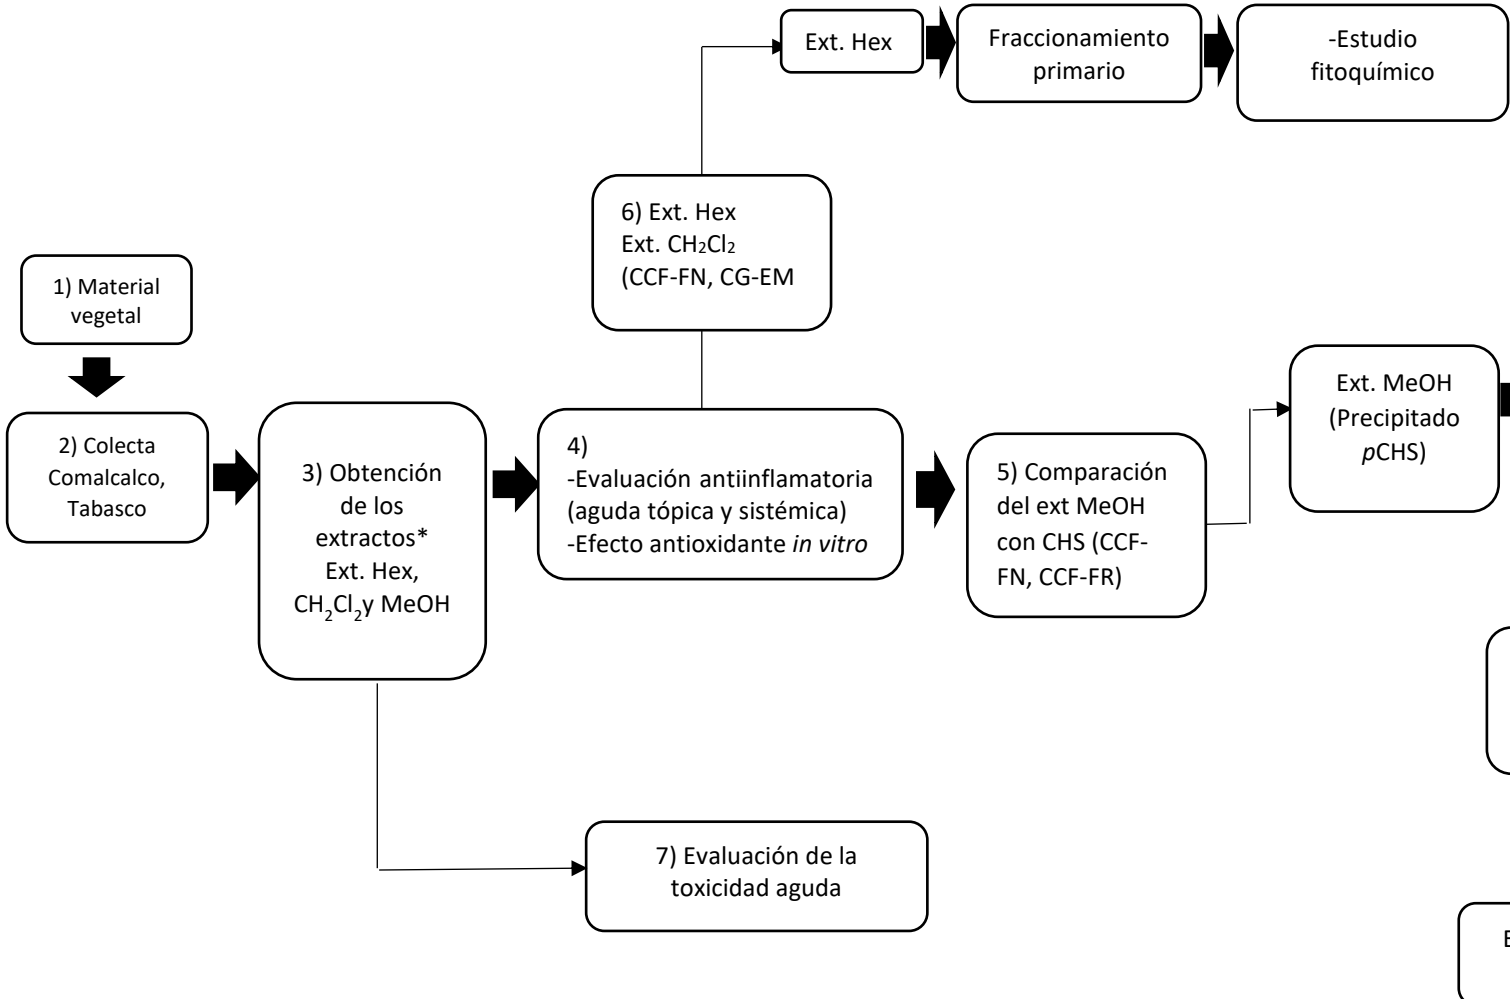 Ext. Hex
Fraccionamiento
primario
-Estudio
fitoquímico
6) Ext. Hex
Ext. CH₂Cl₂
(CCF-FN, CG-EM
1) Material
vegetal
2) Colecta
Comalcalco,
Tabasco
3) Obtención
de los
extractos*
Ext. Hex,
CH₂Cl₂y MeOH
4)
-Evaluación antiinflamatoria
(aguda tópica y sistémica)
-Efecto antioxidante in vitro
5) Comparación
del ext MeOH
con CHS (CCF-
FN, CCF-FR)
Ext. MeOH
(Precipitado
pCHS)
7) Evaluación de la
toxicidad aguda